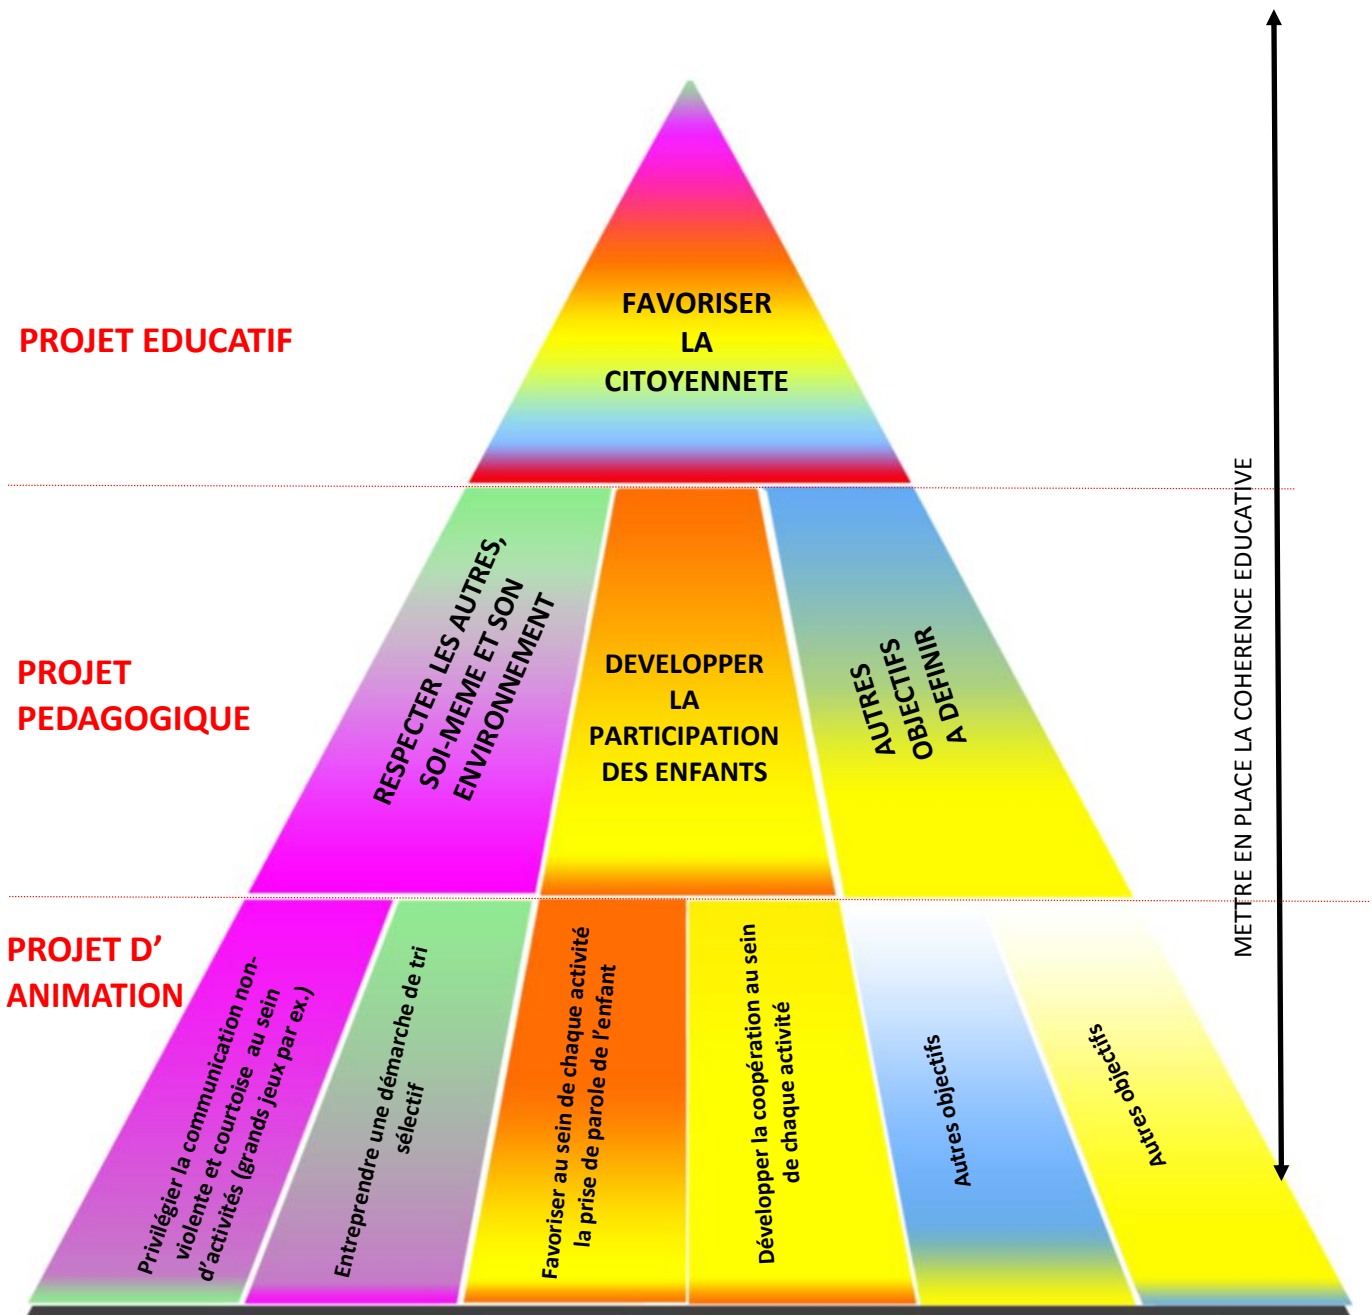 FAVORISER
LA
CITOYENNETE
PROJET EDUCATIF
RESPECTER LES AUTRES,
SOI-MEME ET SON
ENVIRONNEMENT
DEVELOPPER
LA
PARTICIPATION
DES ENFANTS
AUTRES
OBJECTIFS
A DEFINIR
PROJET
PEDAGOGIQUE
METTRE EN PLACE LA COHERENCE EDUCATIVE
PROJET D’
ANIMATION
Privilégier la communication non-
violente et courtoise au sein
d’activités (grands jeux par ex.)
Entreprendre une démarche de tri
sélectif
Favoriser au sein de chaque activité
la prise de parole de l’enfant
Développer la coopération au sein
de chaque activité
Autres objectifs
Autres objectifs